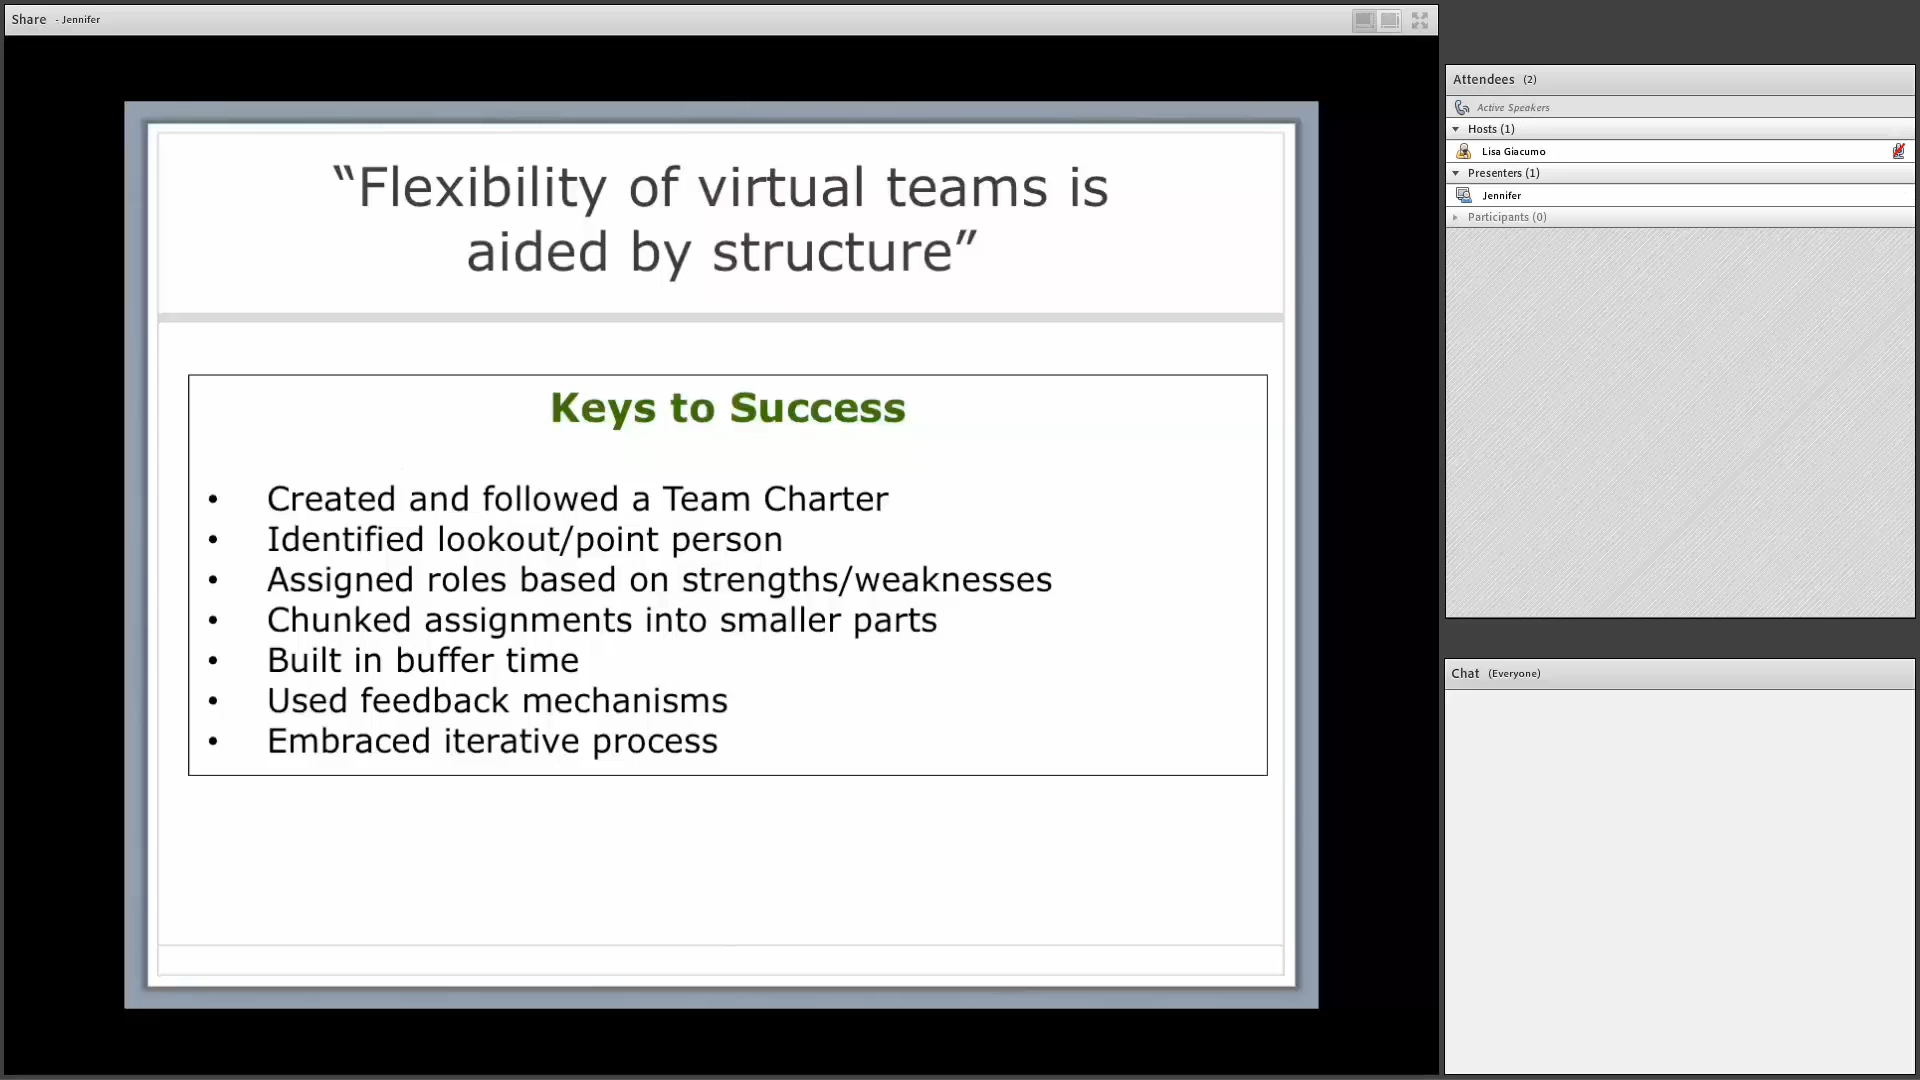 Share - Jennifer
“Flexibility of virtual teams is
aided by structure”
Keys to Success
• Created and followed a Team Charter
• Identified lookout/point person
• Assigned roles based on strengths/weaknesses
• Chunked assignments into smaller parts
• Built in buffer time
• Used feedback mechanisms
• Embraced iterative process
Attendees (2)
Active Speakers
Hosts (1)
Lisa Giacumo
Presenters (1)
Jennifer
Participants (0)
Chat (Everyone)